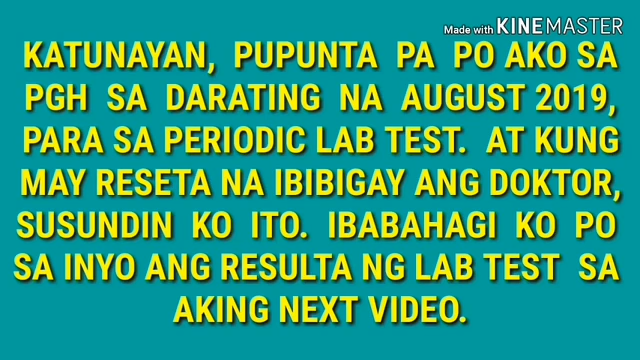 Made with KINEMASTER
KATUNAYAN, PUPUNTA PA PO AKO SA
PGH SA DARATING NA AUGUST 2019,
PARA SA PERIODIC LAB TEST. AT KUNG
MAY RESETA NA IBIBIGAY ANG DOKTOR,
SUSUNDIN KO ITO. IBABAHAGI KO PO
SA INYO ANG RESULTA NG LAB TEST SA
AKING NEXT VIDEO.